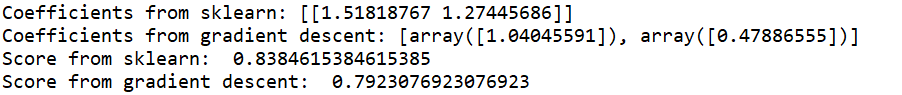 Coefficients from sklearn: [[1.51818767 1.27445686]]
Coefficients from gradient descent: [array([1.04045591]), array([0.47886555])]
Score from sklearn:  0.8384615384615385
Score from gradient descent:  0.7923076923076923